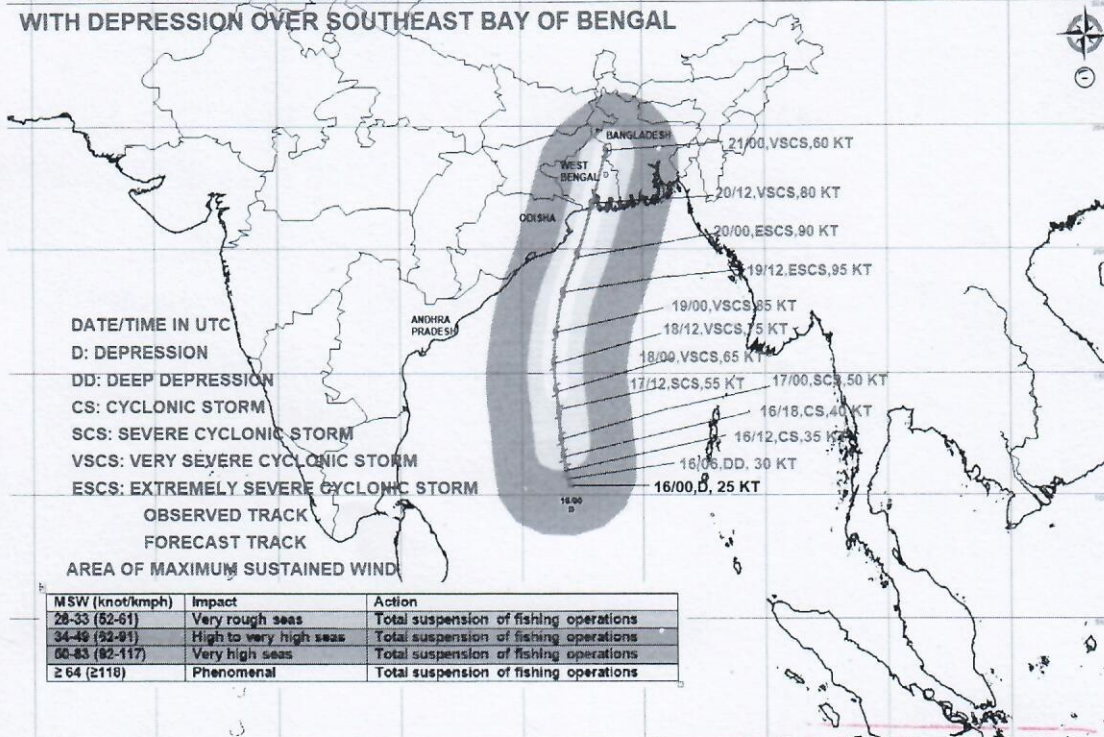 WITH DEPRESSION OVER SOUTHEAST BAY OF BENGAL
BANGLADESH
WEST
BENGAL
D
ODISHA
ANDHRA
PRADESH
21/00,VSCS,60 KT
20/12,VSCS,80 KT
20/00,ESCS,90 KT
19/12,ESCS,95 KT
19/00,VSCS,85 KT
18/12,VSCS,75 KT
18/00,VSCS,65 KT
17/12,SCS,55 KT
17/00,SCS,50 KT
16/18,CS,40 KT
16/12,CS,35 KT
16/06,DD, 30 KT
16/00,D, 25 KT
16/00
D
DATE/TIME IN UTC
D: DEPRESSION
DD: DEEP DEPRESSION
CS: CYCLONIC STORM
SCS: SEVERE CYCLONIC STORM
VSCS: VERY SEVERE CYCLONIC STORM
ESCS: EXTREMELY SEVERE CYCLONIC STORM
OBSERVED TRACK
FORECAST TRACK
AREA OF MAXIMUM SUSTAINED WIND
MSW (knot/kmph) Impact Action
28-33 (52-61) Very rough seas Total suspension of fishing operations
34-49 (62-91) High to very high seas Total suspension of fishing operations
50-63 (92-117) Very high seas Total suspension of fishing operations
≥ 64 (≥118) Phenomenal Total suspension of fishing operations